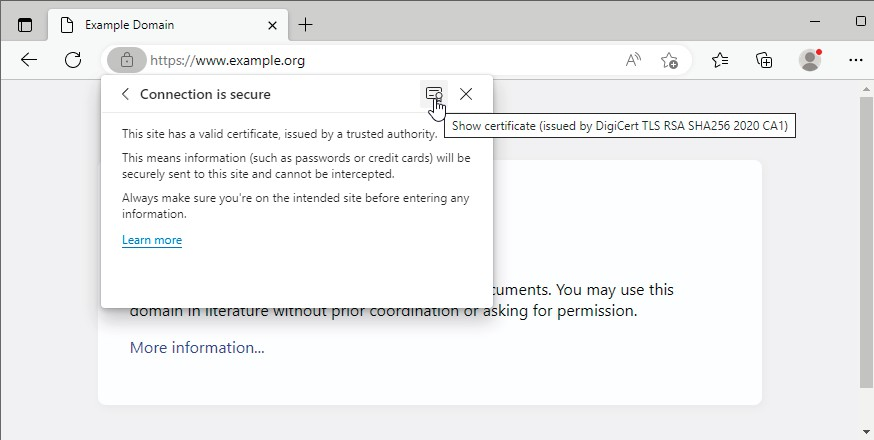 Example Domain
https://www.example.org
Connection is secure
Show certificate (issued by DigiCert TLS RSA SHA256 2020 CA1)
This site has a valid certificate, issued by a trusted authority.
This means information (such as passwords or credit cards) will be
securely sent to this site and cannot be intercepted.
Always make sure you're on the intended site before entering any
information.
Learn more
cuments. You may use this
domain in literature without prior coordination or asking for permission.
More information...